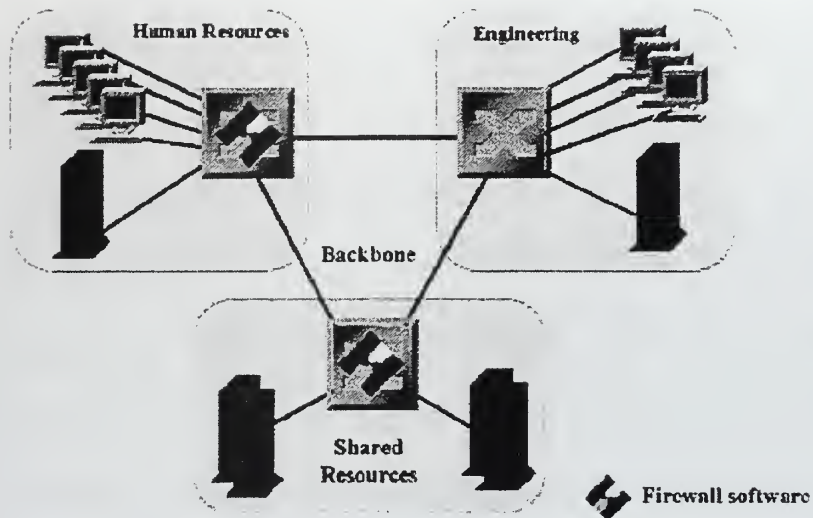 Human Resources
Engineering
Backbone
Shared
Resources
Firewall software